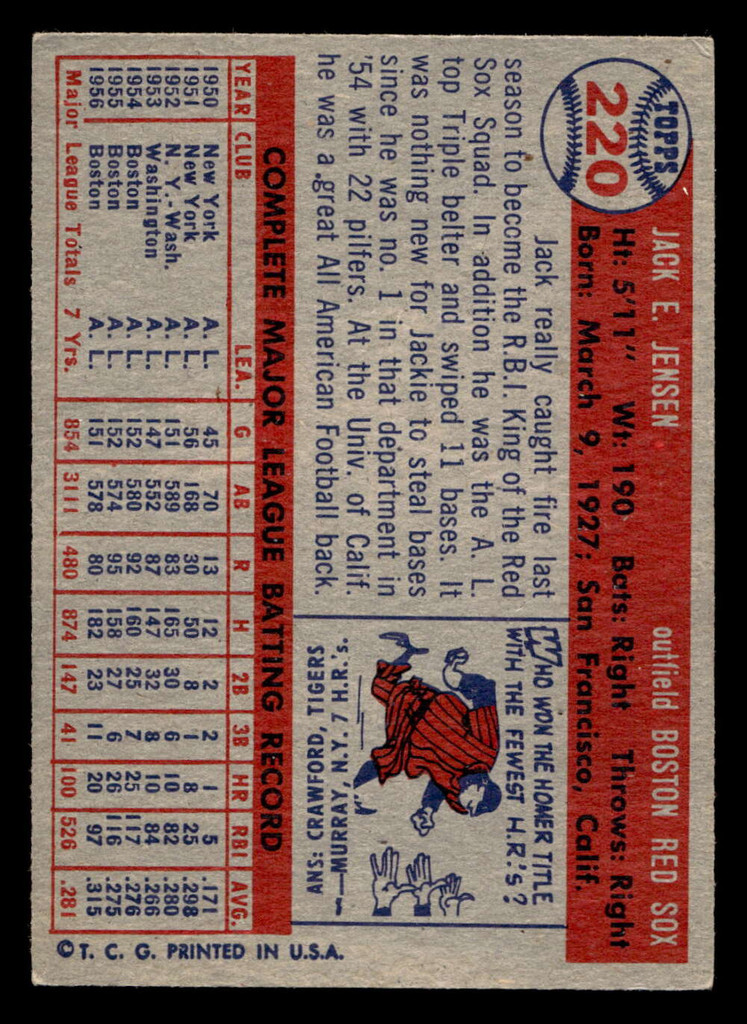 TOPPS
220
JACK E. JENSEN outfield BOSTON RED SOX
Ht: 5'11" Wt: 190 Bats: Right Throws: Right
Born: March 9, 1927; San Francisco, Calif.
Jack really caught fire last
season to become the R.B.I. King of the Red
Sox Squad. In addition he was the A. L.
top Triple belter and swiped 11 bases. It
was nothing new for Jackie to steal bases
since he was no. 1 in that department in
'54 with 22 pilfers. At the Univ. of Calif.
he was a great All American Football back.
WHO WON THE HOMER TITLE
WITH THE FEWEST H.R.'s?
ANS: CRAWFORD, TIGERS
—MURRAY, N.Y. 7 H.R.'s.
COMPLETE MAJOR LEAGUE BATTING RECORD
YEAR CLUB LEA. G AB R H 2B 3B HR RBI AVG.
1950 New York A. L. 45 70 13 12 2 2 1 5 .171
1951 New York A. L. 56 168 30 50 8 1 8 25 .298
1952 N. Y.-Wash. A. L. 151 589 83 165 30 6 10 82 .280
1953 Washington A. L. 147 552 87 147 32 8 10 84 .266
1954 Boston A. L. 152 580 92 160 25 7 25 117 .276
1955 Boston A. L. 152 574 95 158 27 6 26 116 .275
1956 Boston A. L. 151 578 80 182 23 11 20 97 .315
Major League Totals 7 Yrs. 854 3111 480 874 147 41 100 526 .281
© T. C. G. PRINTED IN U.S.A.